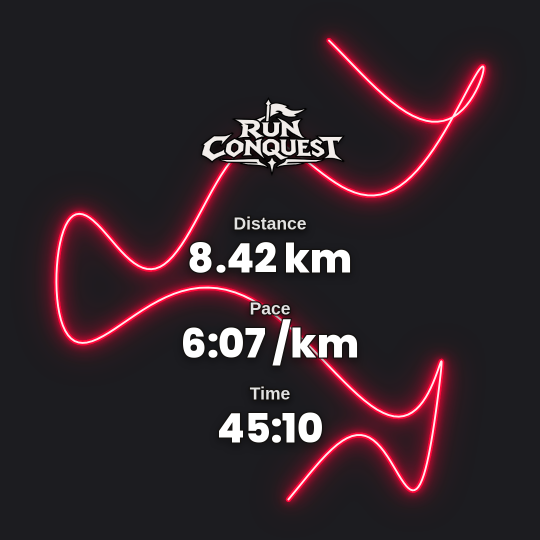 RUN
CONQUEST
Distance
8.42 km
Pace
6:07 /km
Time
45:10